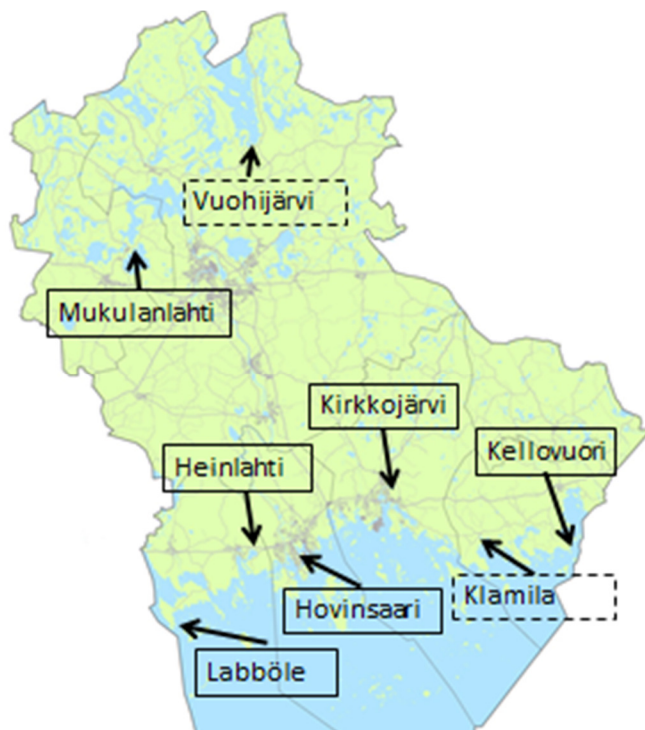 Vuohijärvi
Mukulanlahti
Kirkkojärvi
Kellovuori
Heinlahti
Klamila
Hovinsaari
Labböle